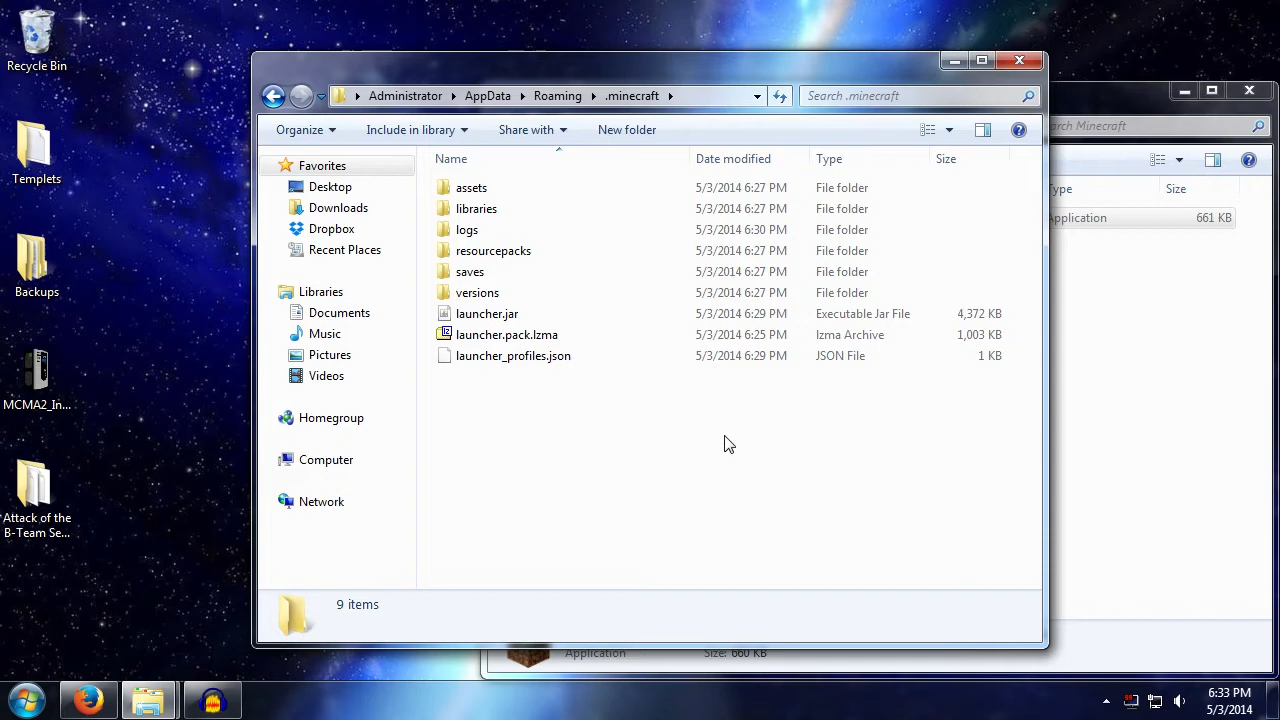 Recycle Bin
Templets
Backups
MCMA2_In...
Attack of the
B-Team Se...
Administrator AppData Roaming .minecraft
Search .minecraft
Organize Include in library Share with New folder
Name Date modified Type Size
Favorites
Desktop
Downloads
Dropbox
Recent Places
Libraries
Documents
Music
Pictures
Videos
Homegroup
Computer
Network
assets 5/3/2014 6:27 PM File folder
libraries 5/3/2014 6:27 PM File folder
logs 5/3/2014 6:30 PM File folder
resourcepacks 5/3/2014 6:27 PM File folder
saves 5/3/2014 6:27 PM File folder
versions 5/3/2014 6:27 PM File folder
launcher.jar 5/3/2014 6:29 PM Executable Jar File 4,372 KB
launcher.pack.lzma 5/3/2014 6:25 PM lzma Archive 1,003 KB
launcher_profiles.json 5/3/2014 6:29 PM JSON File 1 KB
9 items
arch Minecraft
Type Size
Application 661 KB
Application Size: 660 KB
6:33 PM
5/3/2014